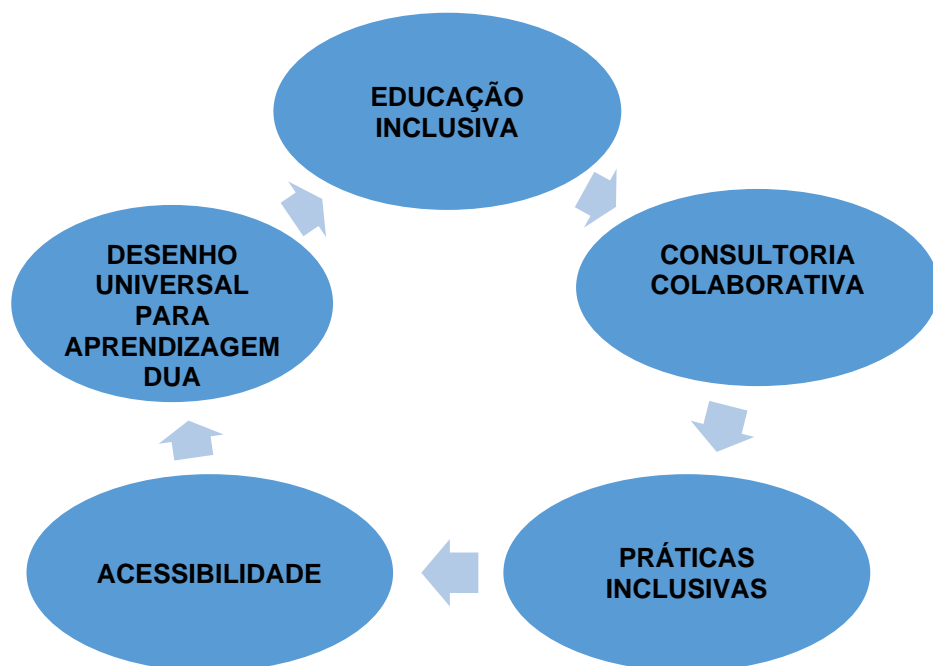 EDUCAÇÃO
INCLUSIVA
CONSULTORIA
COLABORATIVA
PRÁTICAS
INCLUSIVAS
ACESSIBILIDADE
DESENHO
UNIVERSAL
PARA
APRENDIZAGEM
DUA